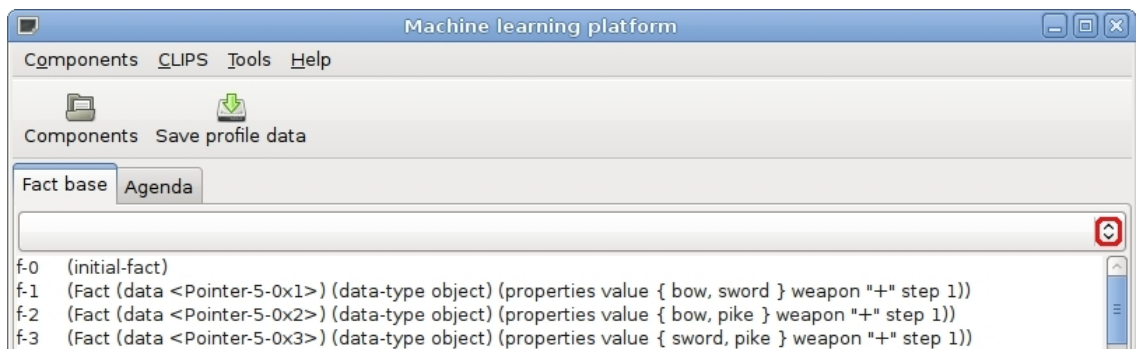 Machine learning platform
Components CLIPS Tools Help
Components Save profile data
Fact base Agenda
f-0 (initial-fact)
f-1 (Fact (data <Pointer-5-0x1>) (data-type object) (properties value { bow, sword } weapon "+" step 1))
f-2 (Fact (data <Pointer-5-0x2>) (data-type object) (properties value { bow, pike } weapon "+" step 1))
f-3 (Fact (data <Pointer-5-0x3>) (data-type object) (properties value { sword, pike } weapon "+" step 1))